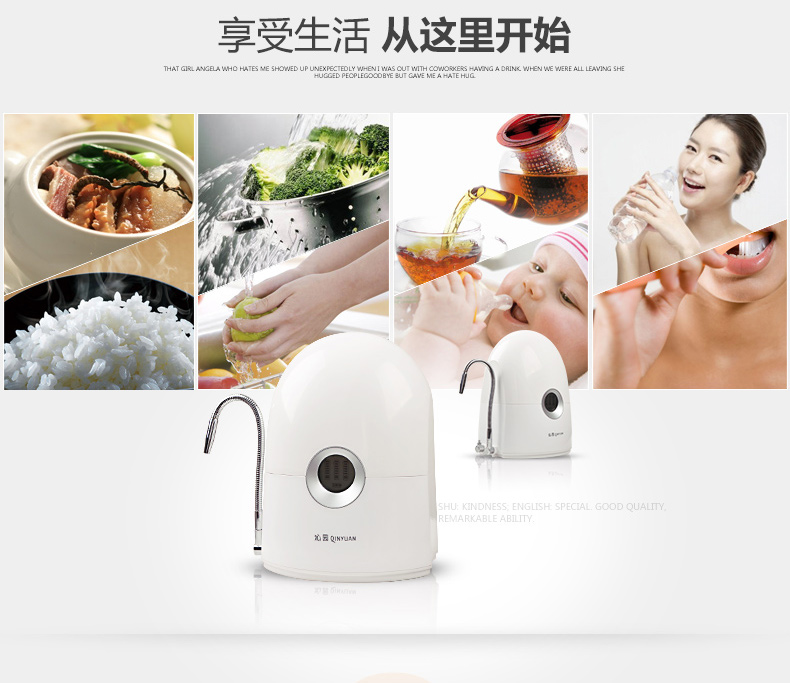 享受生活 从这里开始
THAT GIRL ANGELA WHO HATES ME SHOWED UP UNEXPECTEDLY WHEN I WAS OUT WITH COWORKERS HAVING A DRINK. WHEN WE WERE ALL LEAVING SHE
HUGGED PEOPLEGOODBYE BUT GAVE ME A HATE HUG.
SHU: KINDNESS, ENGLISH: SPECIAL. GOOD QUALITY,
REMARKABLE ABILITY.
沁园 QINYUAN